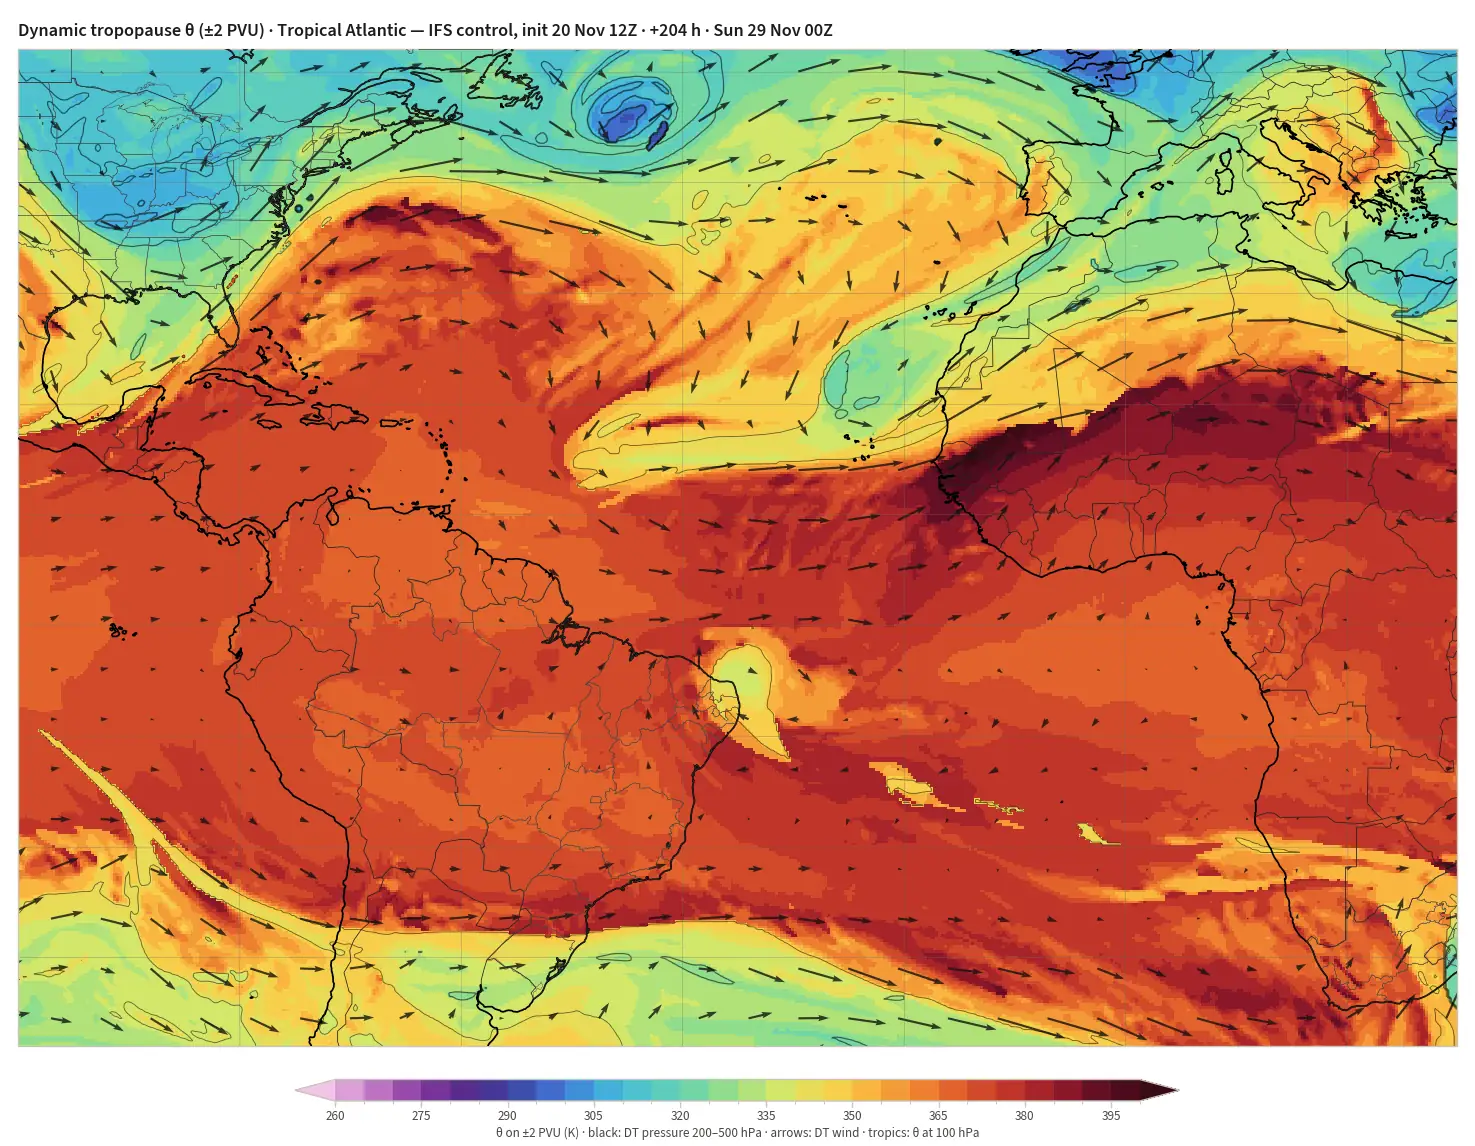 Dynamic tropopause θ (±2 PVU) · Tropical Atlantic — IFS control, init 20 Nov 12Z · +204 h · Sun 29 Nov 00Z
260 275 290 305 320 335 350 365 380 395
θ on ±2 PVU (K) · black: DT pressure 200–500 hPa · arrows: DT wind · tropics: θ at 100 hPa